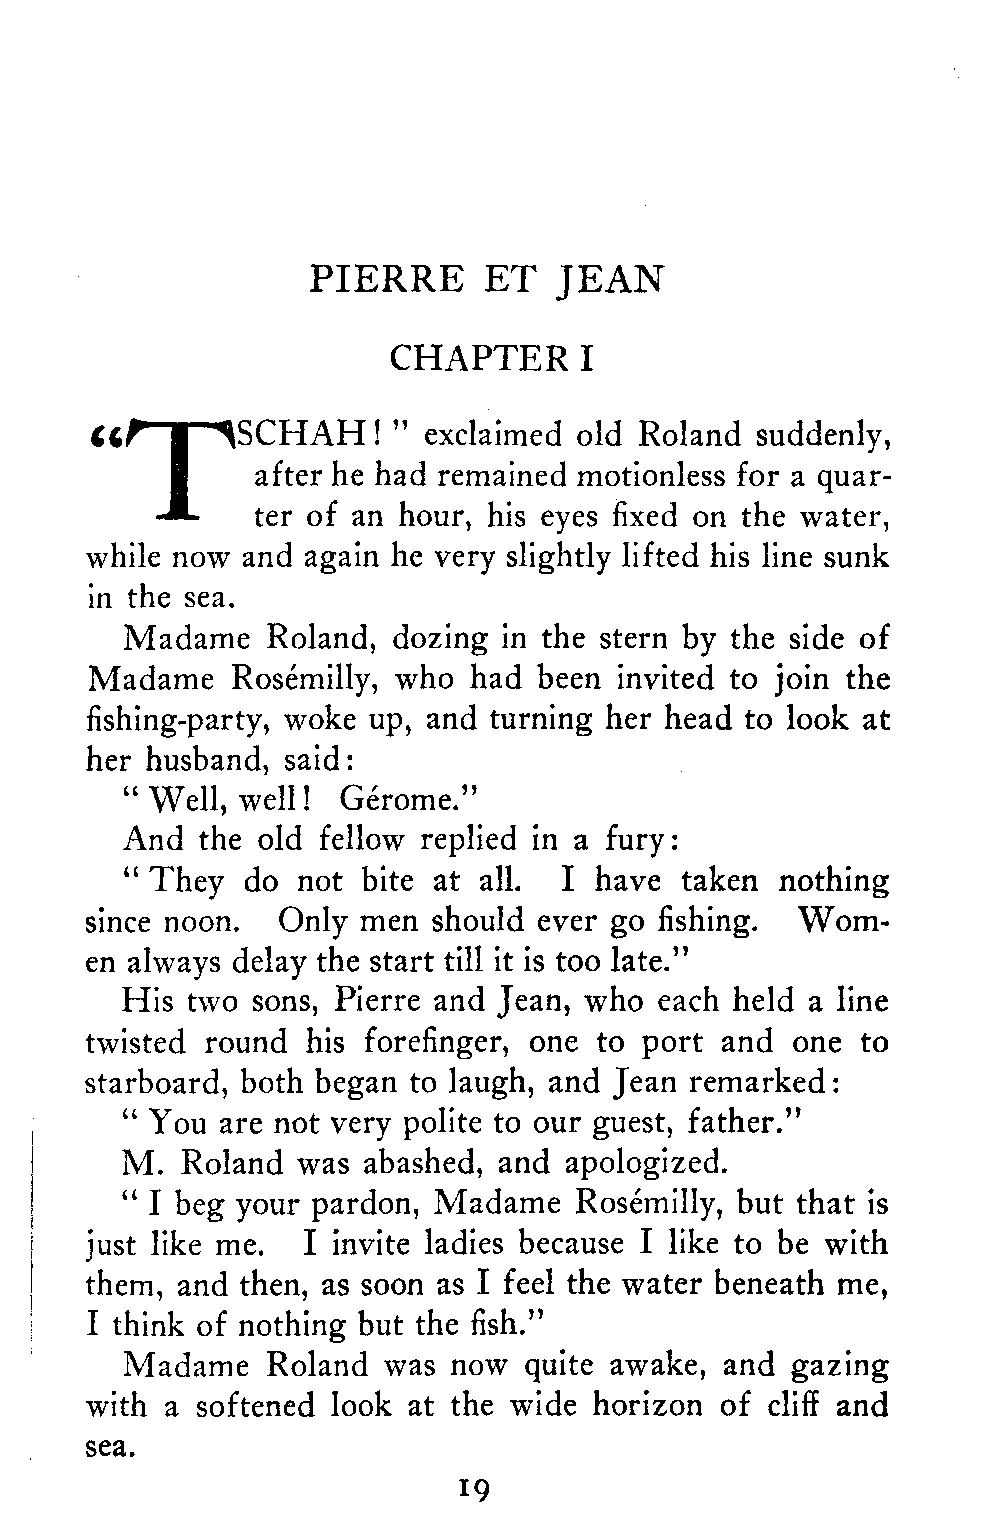 PIERRE ET JEAN
CHAPTER I
“TSCHAH!” exclaimed old Roland suddenly,
after he had remained motionless for a quar-
ter of an hour, his eyes fixed on the water,
while now and again he very slightly lifted his line sunk
in the sea.
Madame Roland, dozing in the stern by the side of
Madame Rosémilly, who had been invited to join the
fishing-party, woke up, and turning her head to look at
her husband, said:
“Well, well! Gérome.”
And the old fellow replied in a fury:
“They do not bite at all. I have taken nothing
since noon. Only men should ever go fishing. Wom-
en always delay the start till it is too late.”
His two sons, Pierre and Jean, who each held a line
twisted round his forefinger, one to port and one to
starboard, both began to laugh, and Jean remarked:
“You are not very polite to our guest, father.”
M. Roland was abashed, and apologized.
“I beg your pardon, Madame Rosémilly, but that is
just like me. I invite ladies because I like to be with
them, and then, as soon as I feel the water beneath me,
I think of nothing but the fish.”
Madame Roland was now quite awake, and gazing
with a softened look at the wide horizon of cliff and
sea.
19